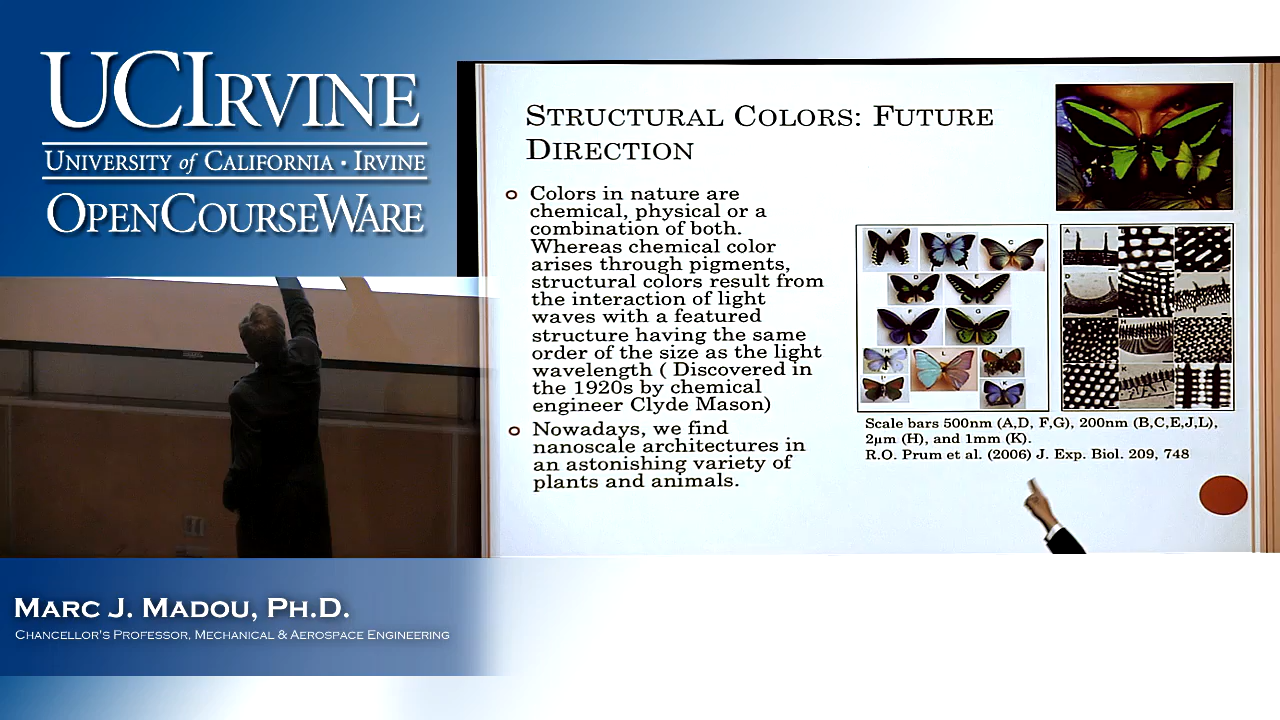 UCIRVINE
UNIVERSITY of CALIFORNIA · IRVINE
OPENCOURSEWARE
STRUCTURAL COLORS: FUTURE
DIRECTION
Colors in nature are
chemical, physical or a
combination of both.
Whereas chemical color
arises through pigments,
structural colors result from
the interaction of light
waves with a featured
structure having the same
order of the size as the light
wavelength ( Discovered in
the 1920s by chemical
engineer Clyde Mason)
Nowadays, we find
nanoscale architectures in
an astonishing variety of
plants and animals.
A B C
D E
F G
H L J
I K
A
D
H
K
Scale bars 500nm (A,D, F,G), 200nm (B,C,E,J,L),
2µm (H), and 1mm (K).
R.O. Prum et al. (2006) J. Exp. Biol. 209, 748
MARC J. MADOU, PH.D.
CHANCELLOR'S PROFESSOR, MECHANICAL & AEROSPACE ENGINEERING